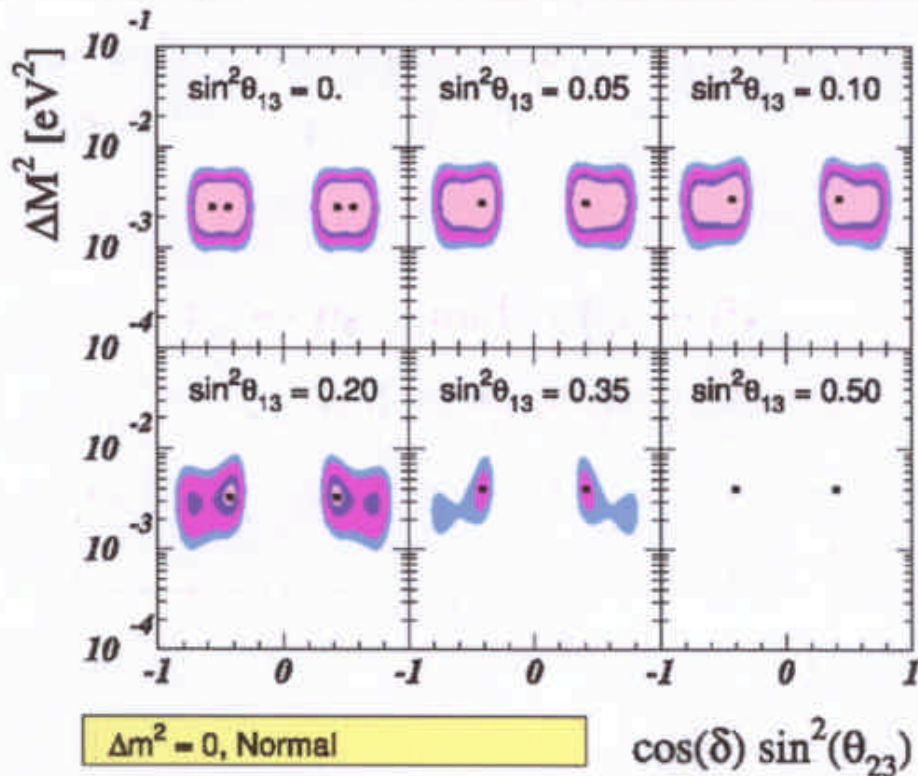 ΔM² [eV²]
10⁻¹
10⁻²
10⁻³
10⁻⁴
sin²θ₁₃ = 0.
sin²θ₁₃ = 0.05
sin²θ₁₃ = 0.10
10⁻²
10⁻³
10⁻⁴
sin²θ₁₃ = 0.20
sin²θ₁₃ = 0.35
sin²θ₁₃ = 0.50
-1 0 -1 0 -1 0 1
Δm² = 0, Normal
cos(δ) sin²(θ₂₃)